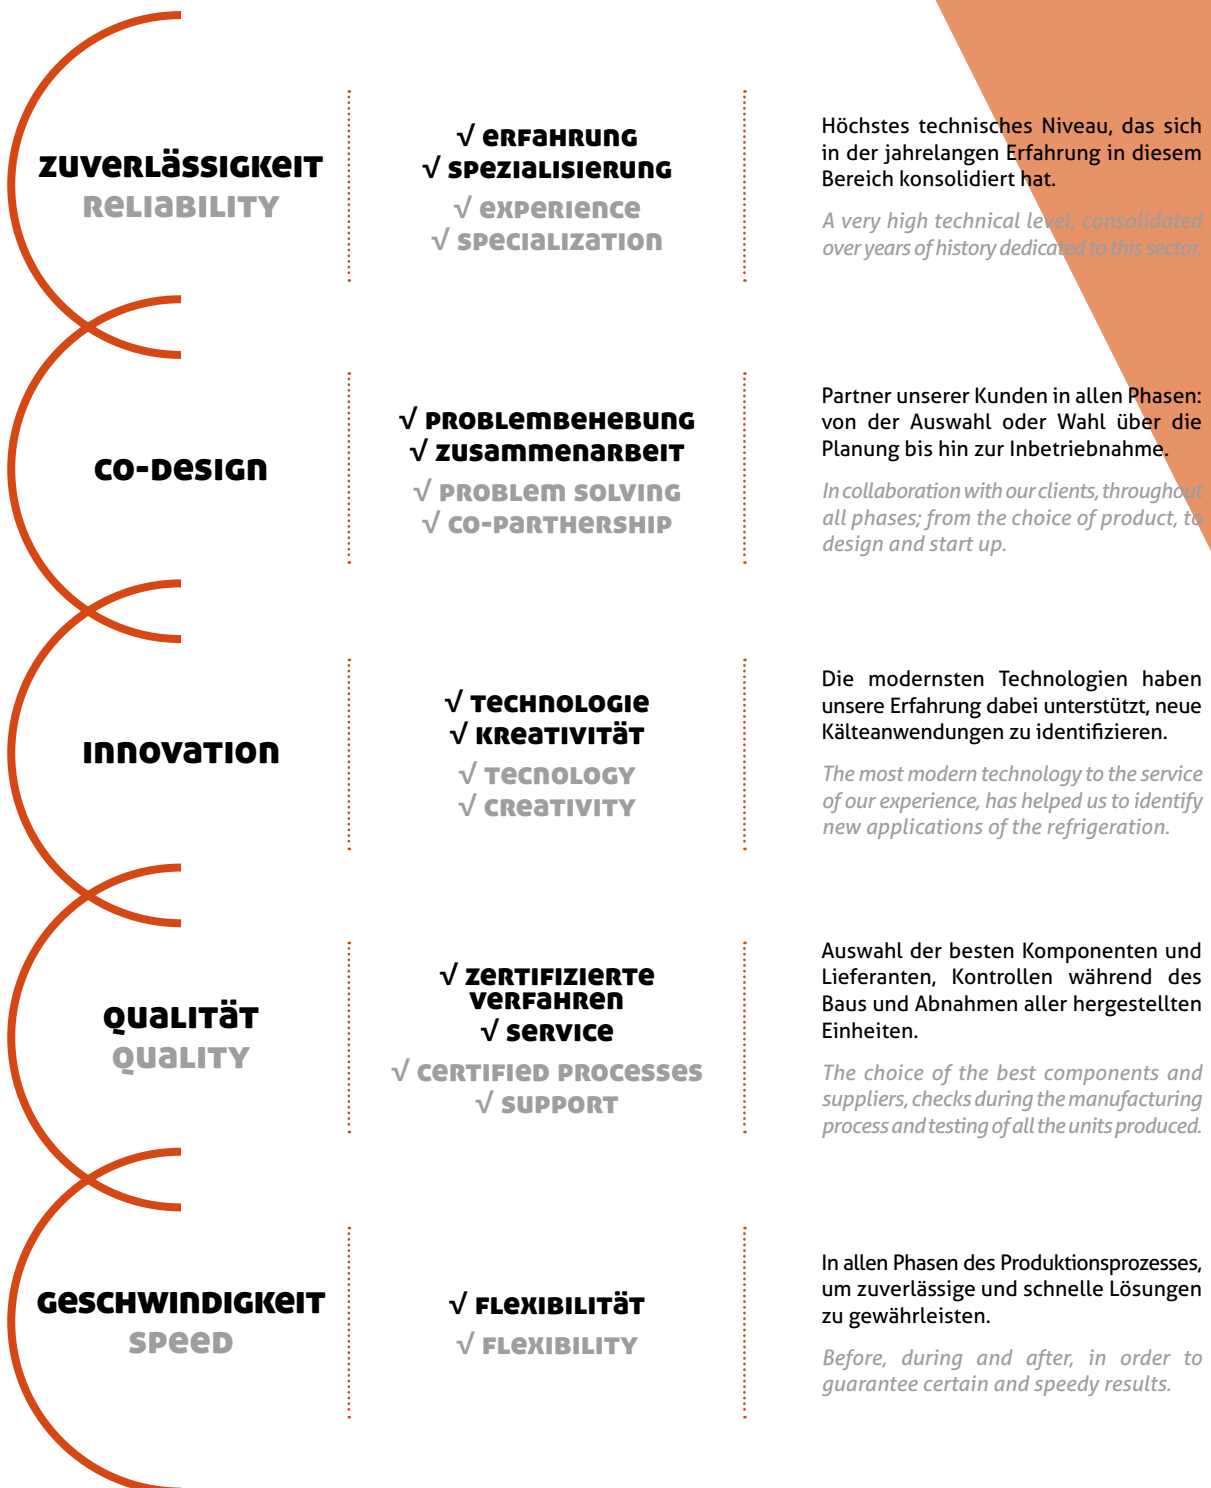 ZUVERLÄSSIGKEIT
RELIABILITY
√ ERFAHRUNG
√ SPEZIALISIERUNG
√ EXPERIENCE
√ SPECIALIZATION
Höchstes technisches Niveau, das sich
in der jahrelangen Erfahrung in diesem
Bereich konsolidiert hat.
A very high technical level, consolidated
over years of history dedicated to this sector.
CO-DESIGN
√ PROBLEMBEHEBUNG
√ ZUSAMMENARBEIT
√ PROBLEM SOLVING
√ CO-PARTHERSHIP
Partner unserer Kunden in allen Phasen:
von der Auswahl oder Wahl über die
Planung bis hin zur Inbetriebnahme.
In collaboration with our clients, throughout
all phases; from the choice of product, to
design and start up.
INNOVATION
√ TECHNOLOGIE
√ KREATIVITÄT
√ TECNOLOGY
√ CREATIVITY
Die modernsten Technologien haben
unsere Erfahrung dabei unterstützt, neue
Kälteanwendungen zu identifizieren.
The most modern technology to the service
of our experience, has helped us to identify
new applications of the refrigeration.
QUALITÄT
QUALITY
√ ZERTIFIZIERTE
VERFAHREN
√ SERVICE
√ CERTIFIED PROCESSES
√ SUPPORT
Auswahl der besten Komponenten und
Lieferanten, Kontrollen während des
Baus und Abnahmen aller hergestellten
Einheiten.
The choice of the best components and
suppliers, checks during the manufacturing
process and testing of all the units produced.
GESCHWINDIGKEIT
SPEED
√ FLEXIBILITÄT
√ FLEXIBILITY
In allen Phasen des Produktionsprozesses,
um zuverlässige und schnelle Lösungen
zu gewährleisten.
Before, during and after, in order to
guarantee certain and speedy results.